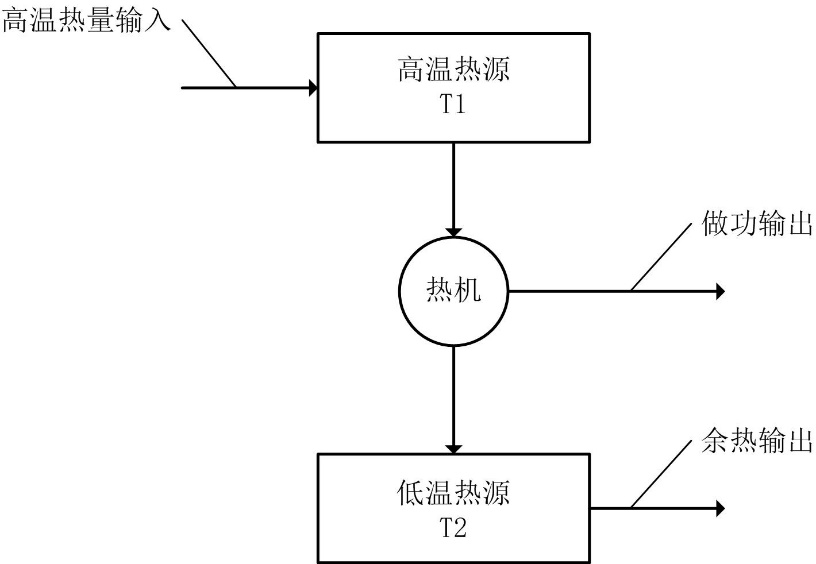 高温热量输入
高温热源
T1
做功输出
热机
余热输出
低温热源
T2